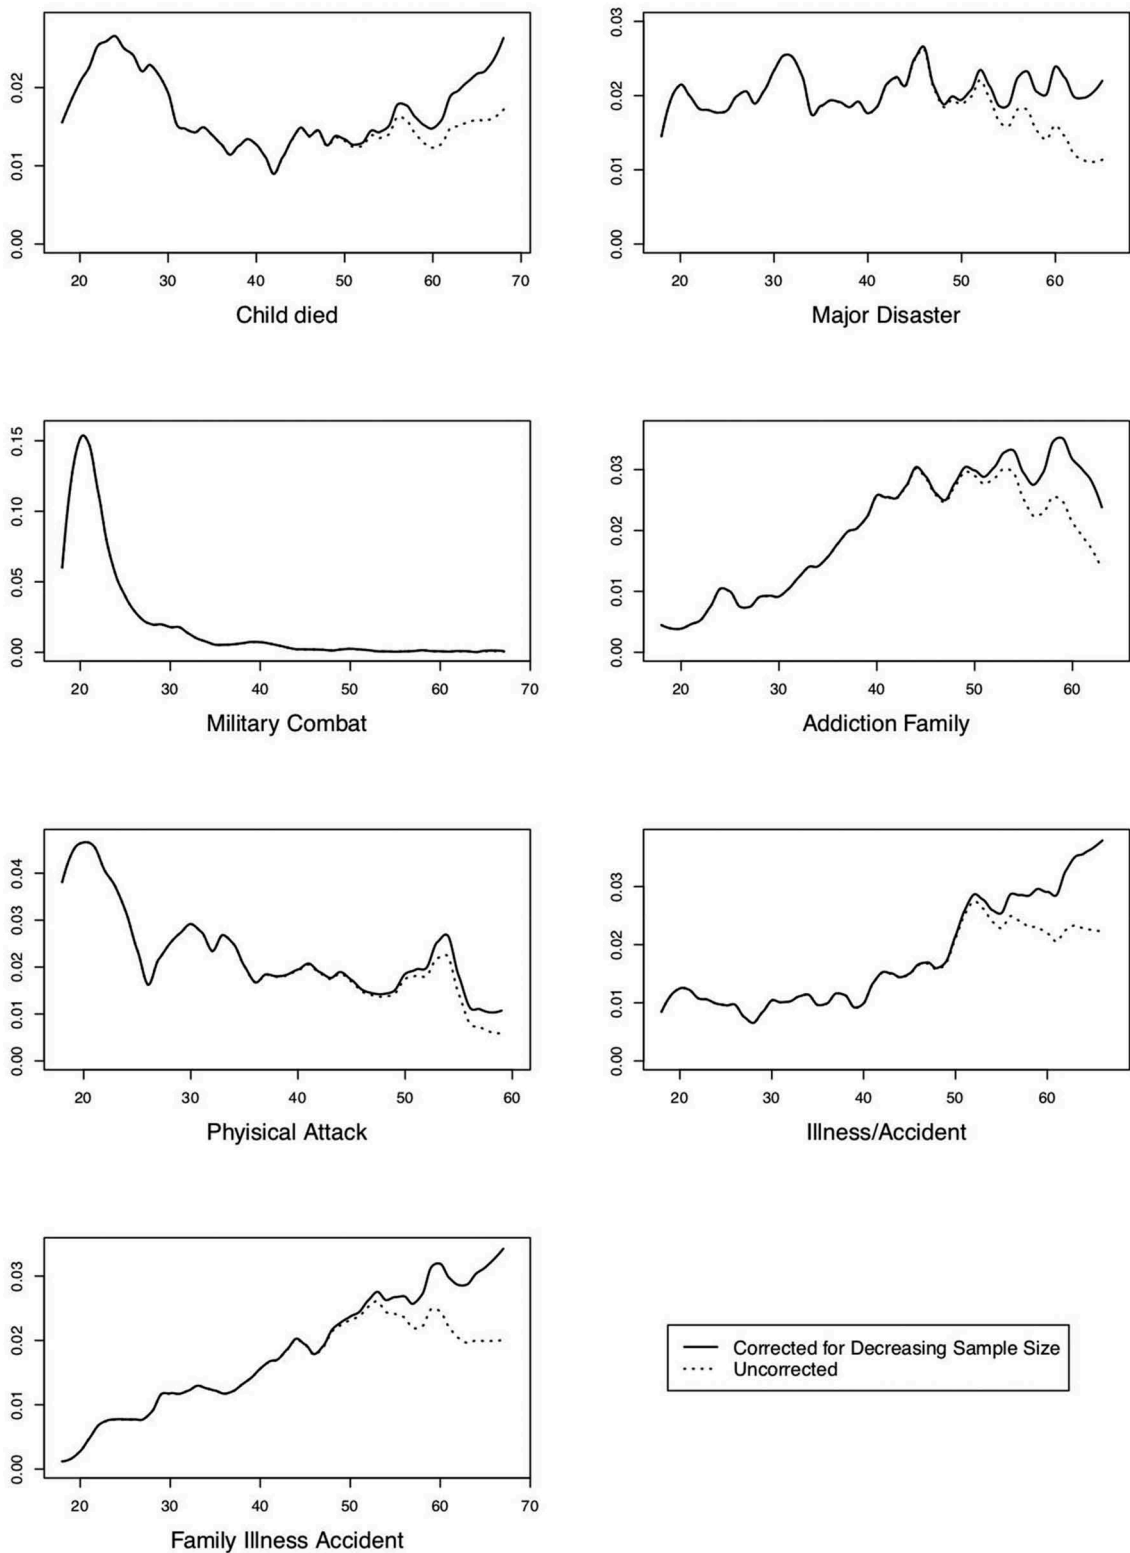 0.00 0.01 0.02
20 30 40 50 60 70
Child died
0.00 0.01 0.02 0.03
20 30 40 50 60
Major Disaster
0.00 0.05 0.10 0.15
20 30 40 50 60 70
Military Combat
0.00 0.01 0.02 0.03
20 30 40 50 60
Addiction Family
0.00 0.01 0.02 0.03 0.04
20 30 40 50 60
Phyisical Attack
0.00 0.01 0.02 0.03
20 30 40 50 60
Illness/Accident
0.00 0.01 0.02 0.03
20 30 40 50 60 70
Family Illness Accident
Corrected for Decreasing Sample Size
Uncorrected